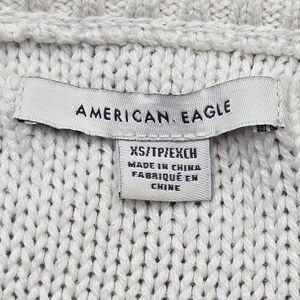 AMERICAN. EAGLE
XS/TP/EXCH
MADE IN CHINA
FABRIQUÉ EN
CHINE